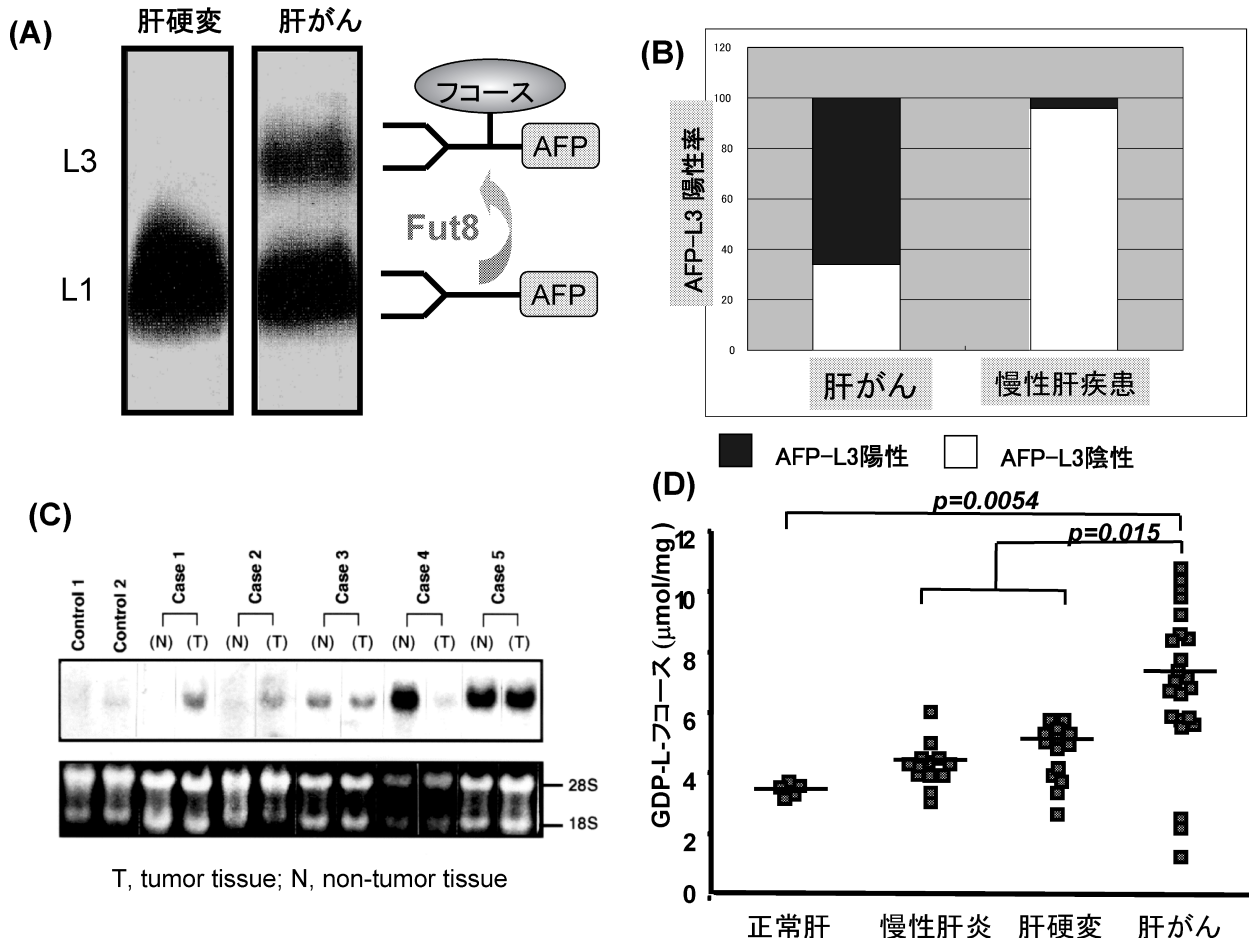 (A)
肝硬変
肝がん
L3
L1
フコース
AFP
Fut8
AFP
(B)
AFP-L3 陽性率
120
100
80
60
40
20
0
肝がん
慢性肝疾患
AFP-L3陽性
AFP-L3陰性
(C)
Control 1
Control 2
Case 1
Case 2
Case 3
Case 4
Case 5
(N) (T) (N) (T) (N) (T) (N) (T) (N) (T)
28S
18S
T, tumor tissue; N, non-tumor tissue
(D)
p=0.0054
p=0.015
GDP-L-フコース (μmol/mg )
12
10
8
6
4
2
0
正常肝
慢性肝炎
肝硬変
肝がん